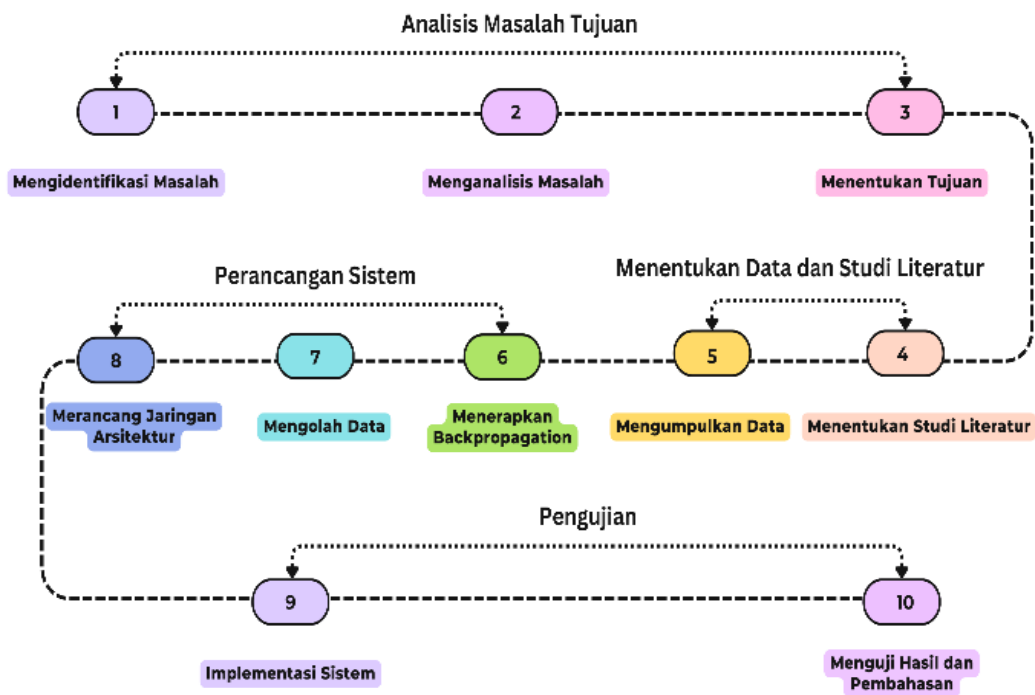 Analisis Masalah Tujuan
1
2
3
Mengidentifikasi Masalah
Menganalisis Masalah
Menentukan Tujuan
Perancangan Sistem
Menentukan Data dan Studi Literatur
8
7
6
5
4
Merancang Jaringan
Arsitektur
Mengolah Data
Menerapkan
Backpropagation
Mengumpulkan Data
Menentukan Studi Literatur
Pengujian
9
10
Implementasi Sistem
Menguji Hasil dan
Pembahasan